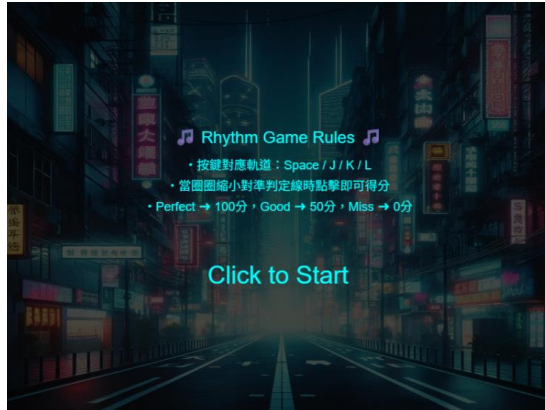 🎵 Rhythm Game Rules 🎵
・按鍵對應軌道：Space / J / K / L
・當圈圈縮小對準判定線時點擊即可得分
・Perfect ➜ 100分，Good ➜ 50分，Miss ➜ 0分
Click to Start